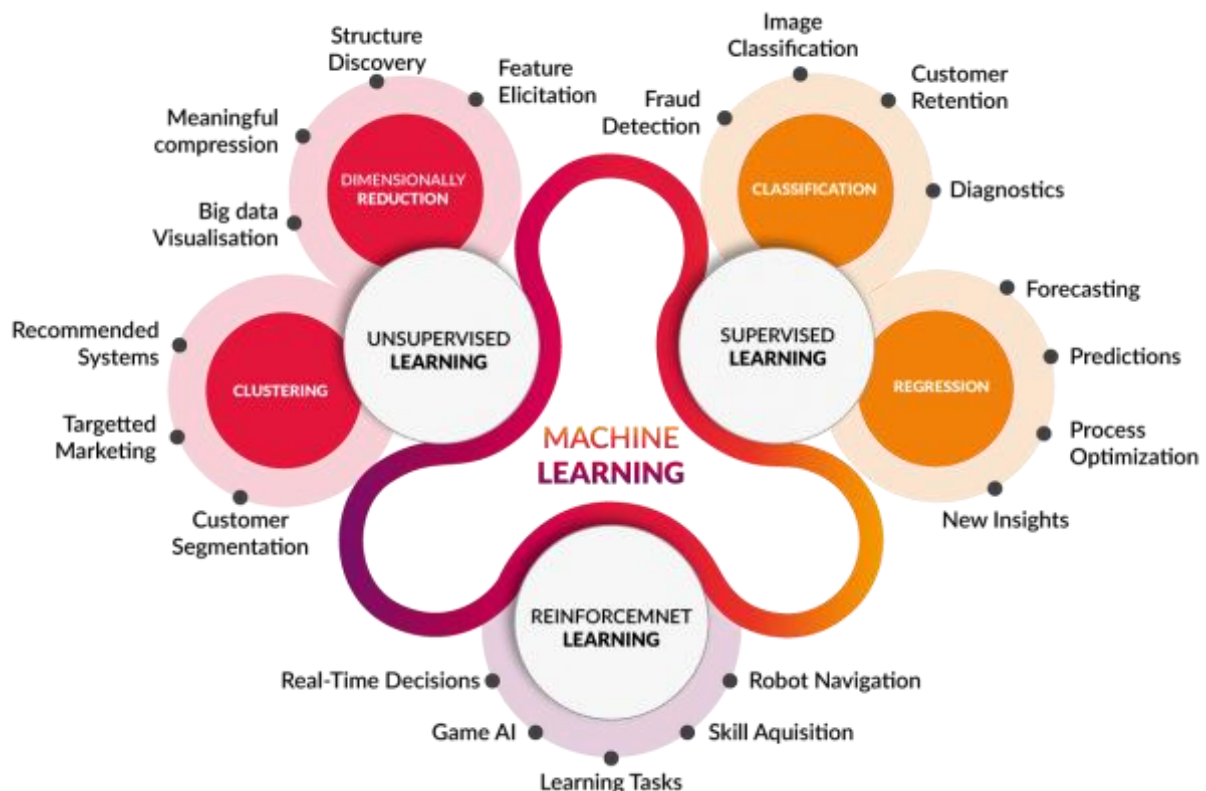 Structure
Discovery
Feature
Elicitation
Meaningful
compression
DIMENSIONALLY
REDUCTION
Big data
Visualisation
UNSUPERVISED
LEARNING
Recommended
Systems
CLUSTERING
Targetted
Marketing
Customer
Segmentation
Image
Classification
Customer
Retention
Fraud
Detection
CLASSIFICATION
Diagnostics
SUPERVISED
LEARNING
Forecasting
Predictions
REGRESSION
Process
Optimization
New Insights
MACHINE
LEARNING
REINFORCEMNET
LEARNING
Real-Time Decisions
Robot Navigation
Game AI
Skill Aquisition
Learning Tasks